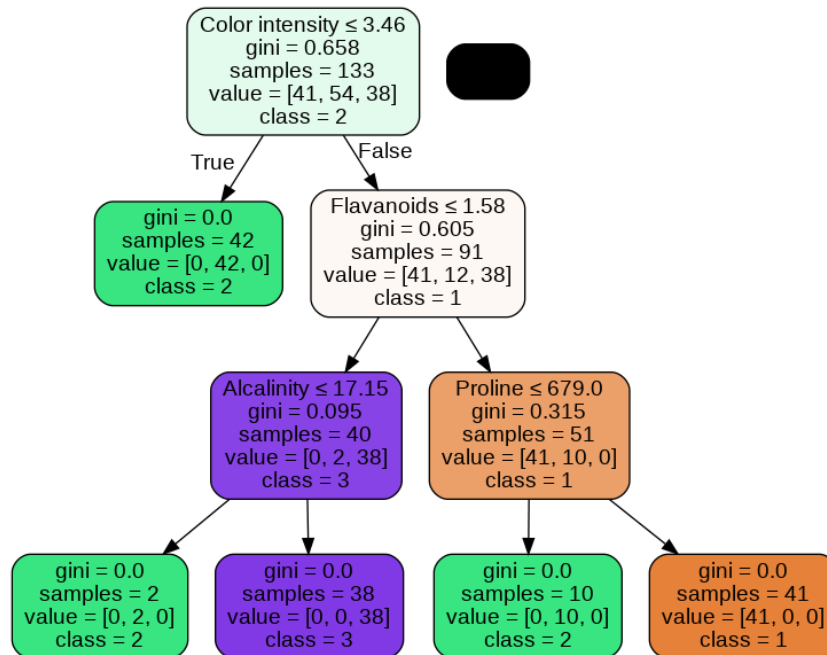 Color intensity ≤ 3.46
gini = 0.658
samples = 133
value = [41, 54, 38]
class = 2
True
False
gini = 0.0
samples = 42
value = [0, 42, 0]
class = 2
Flavanoids ≤ 1.58
gini = 0.605
samples = 91
value = [41, 12, 38]
class = 1
Alcalinity ≤ 17.15
gini = 0.095
samples = 40
value = [0, 2, 38]
class = 3
Proline ≤ 679.0
gini = 0.315
samples = 51
value = [41, 10, 0]
class = 1
gini = 0.0
samples = 2
value = [0, 2, 0]
class = 2
gini = 0.0
samples = 38
value = [0, 0, 38]
class = 3
gini = 0.0
samples = 10
value = [0, 10, 0]
class = 2
gini = 0.0
samples = 41
value = [41, 0, 0]
class = 1